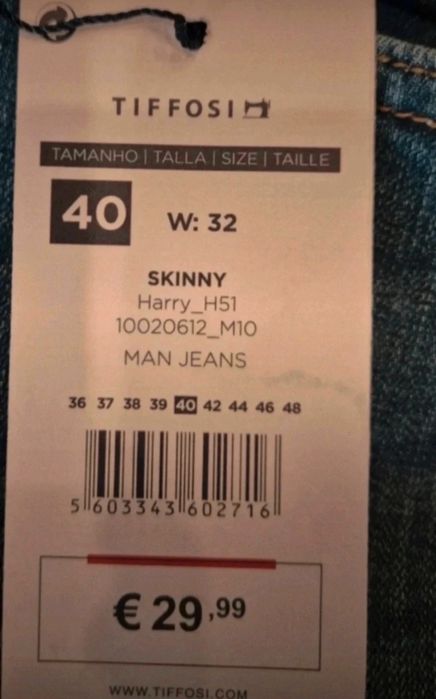 TIFFOSI
TAMANHO | TALLA | SIZE | TAILLE
40 W: 32
SKINNY
Harry_H51
10020612_M10
MAN JEANS
36 37 38 39 40 42 44 46 48
5 603343 602716
€ 29,99
WWW.TIFFOSI.COM